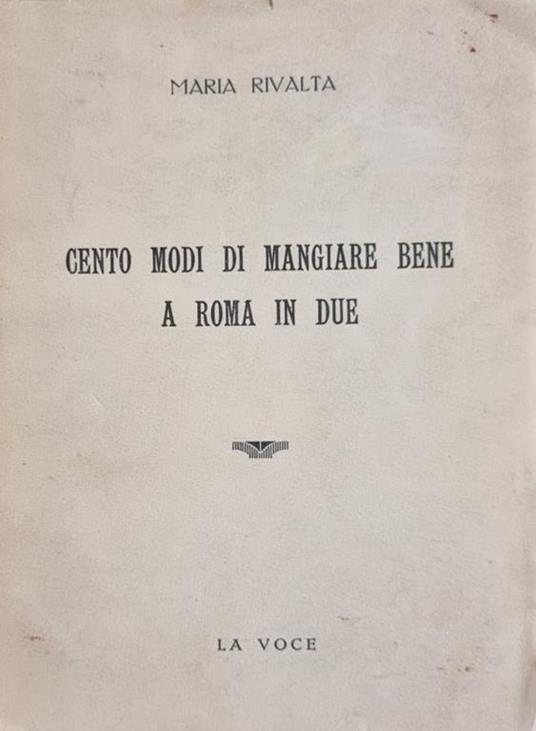 MARIA RIVALTA
CENTO MODI DI MANGIARE BENE
A ROMA IN DUE
LA VOCE